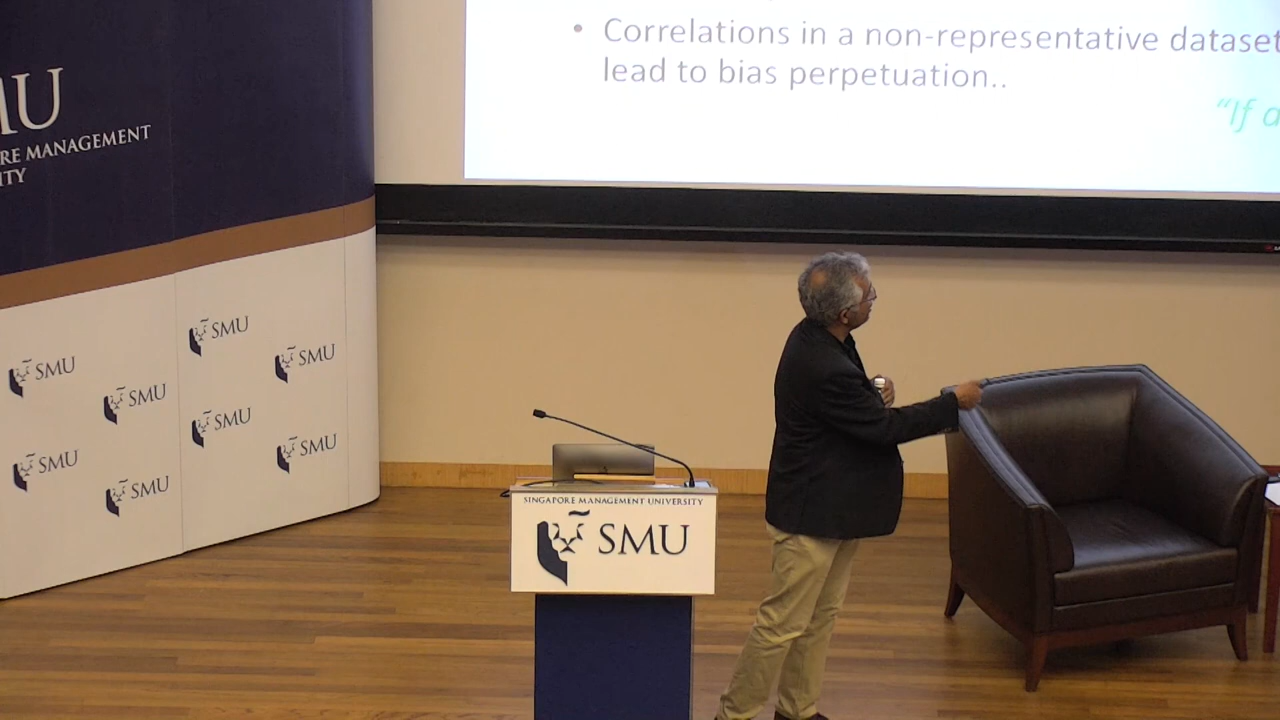 • Correlations in a non-representative dataset
lead to bias perpetuation..
"If a
MU
RE MANAGEMENT
ITY
SMU
SMU
SMU
SMU
SMU
SMU
SMU
SMU
SINGAPORE MANAGEMENT UNIVERSITY
SMU